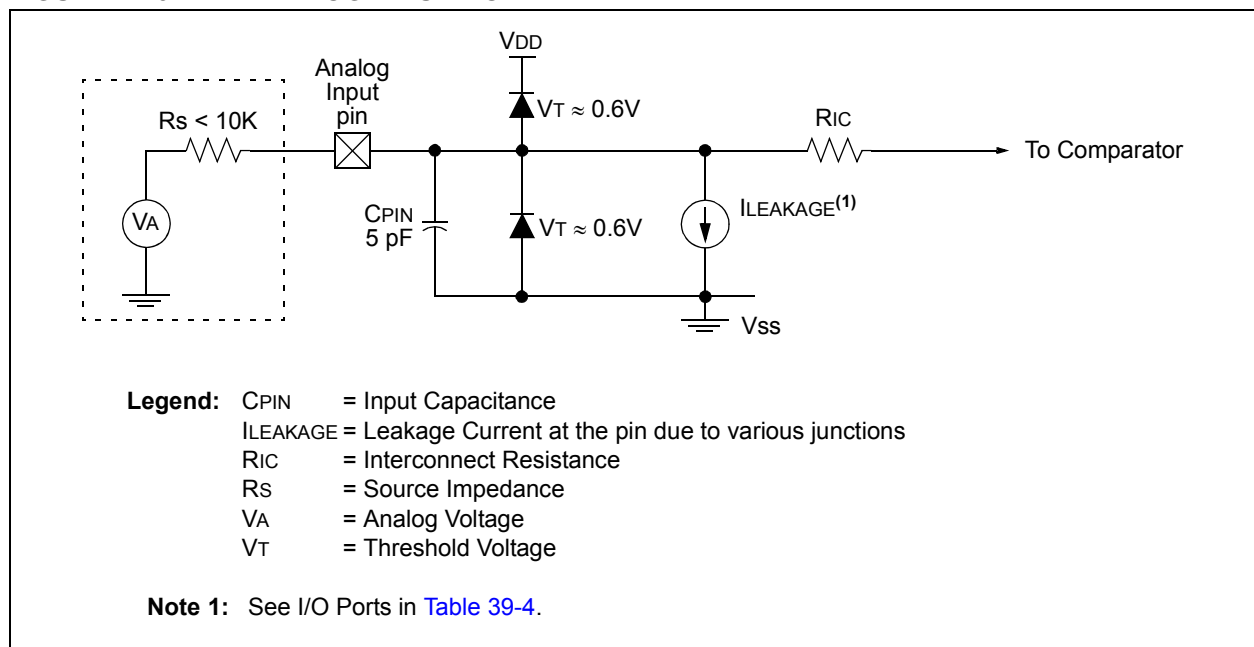 VDD
Analog
Input
pin
VT ≈ 0.6V
Rs < 10K
RIC
To Comparator
VA
CPIN
5 pF
VT ≈ 0.6V
ILEAKAGE(1)
Vss
Legend: CPIN = Input Capacitance
ILEAKAGE = Leakage Current at the pin due to various junctions
RIC = Interconnect Resistance
RS = Source Impedance
VA = Analog Voltage
VT = Threshold Voltage
Note 1: See I/O Ports in Table 39-4.